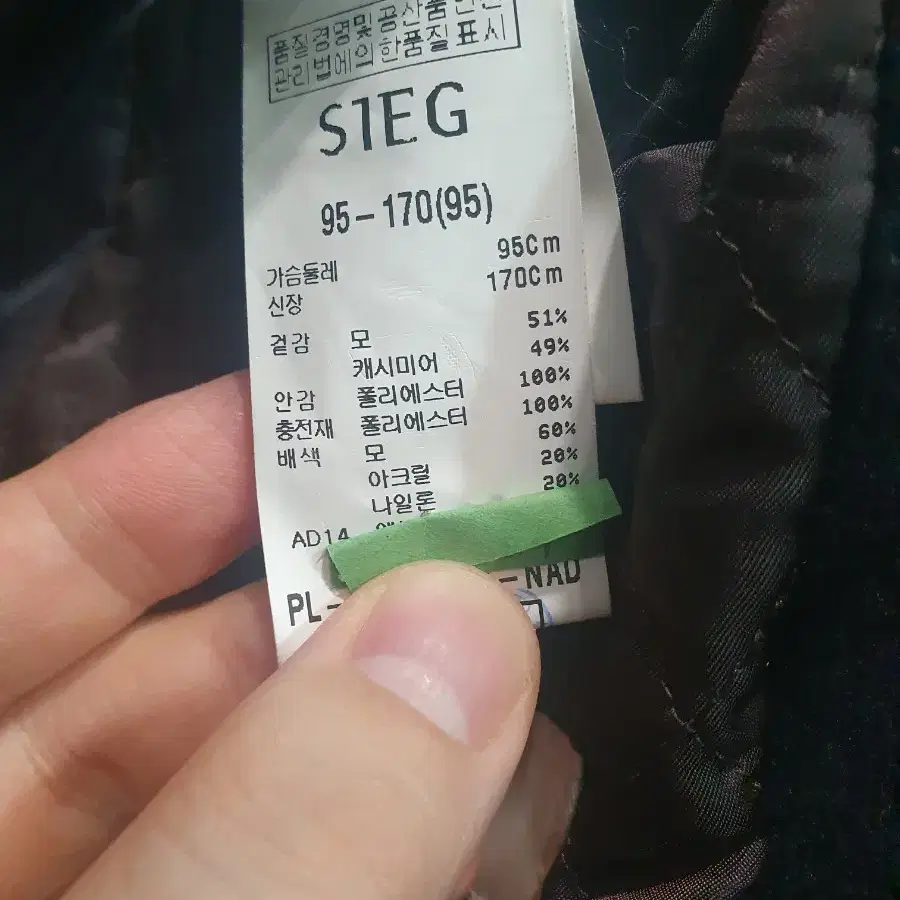 품질경영및공산품안전
관리법에의한품질표시
STEG
95-170(95)
가슴둘레 95Cm
신장 170Cm
겉감 모 51%
캐시미어 49%
안감 폴리에스터 100%
충전재 폴리에스터 100%
배색 모 60%
아크릴 20%
나일론 20%
AD14
PL-
-NAD